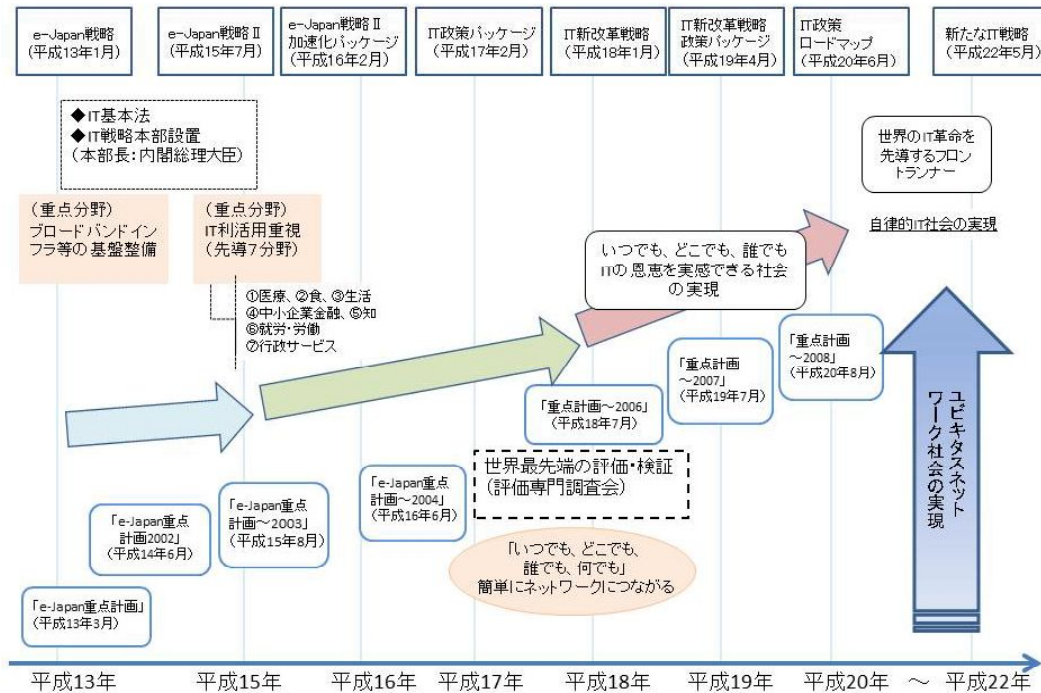 e-Japan戦略
(平成13年1月)
e-Japan戦略Ⅱ
(平成15年7月)
e-Japan戦略Ⅱ
加速化パッケージ
(平成16年2月)
IT政策パッケージ
(平成17年2月)
IT新改革戦略
(平成18年1月)
IT新改革戦略
政策パッケージ
(平成19年4月)
IT政策
ロードマップ
(平成20年6月)
新たなIT戦略
(平成22年5月)
◆IT基本法
◆IT戦略本部設置
(本部長:内閣総理大臣)
世界のIT革命を
先導するフロン
トランナー
(重点分野)
ブロードバンドイン
フラ等の基盤整備
(重点分野)
IT利活用重視
(先導7分野)
自律的IT社会の実現
いつでも、どこでも、誰でも
ITの恩恵を実感できる社会
の実現
①医療、②食、③生活
④中小企業金融、⑤知
⑥就労・労働
⑦行政サービス
「重点計画
~2008」
(平成20年8月)
「重点計画
~2007」
(平成19年7月)
「重点計画~2006」
(平成18年7月)
ユビキタスネット
ワーク社会の実現
世界最先端の評価・検証
(評価専門調査会)
「e-Japan重点
計画~2004」
(平成16年6月)
「e-Japan重点
計画~2003」
(平成15年8月)
「e-Japan重点
計画2002」
(平成14年6月)
「いつでも、どこでも、
誰でも、何でも」
簡単にネットワークにつながる
「e-Japan重点計画」
(平成13年3月)
平成13年 平成15年 平成16年 平成17年 平成18年 平成19年 平成20年 ~ 平成22年